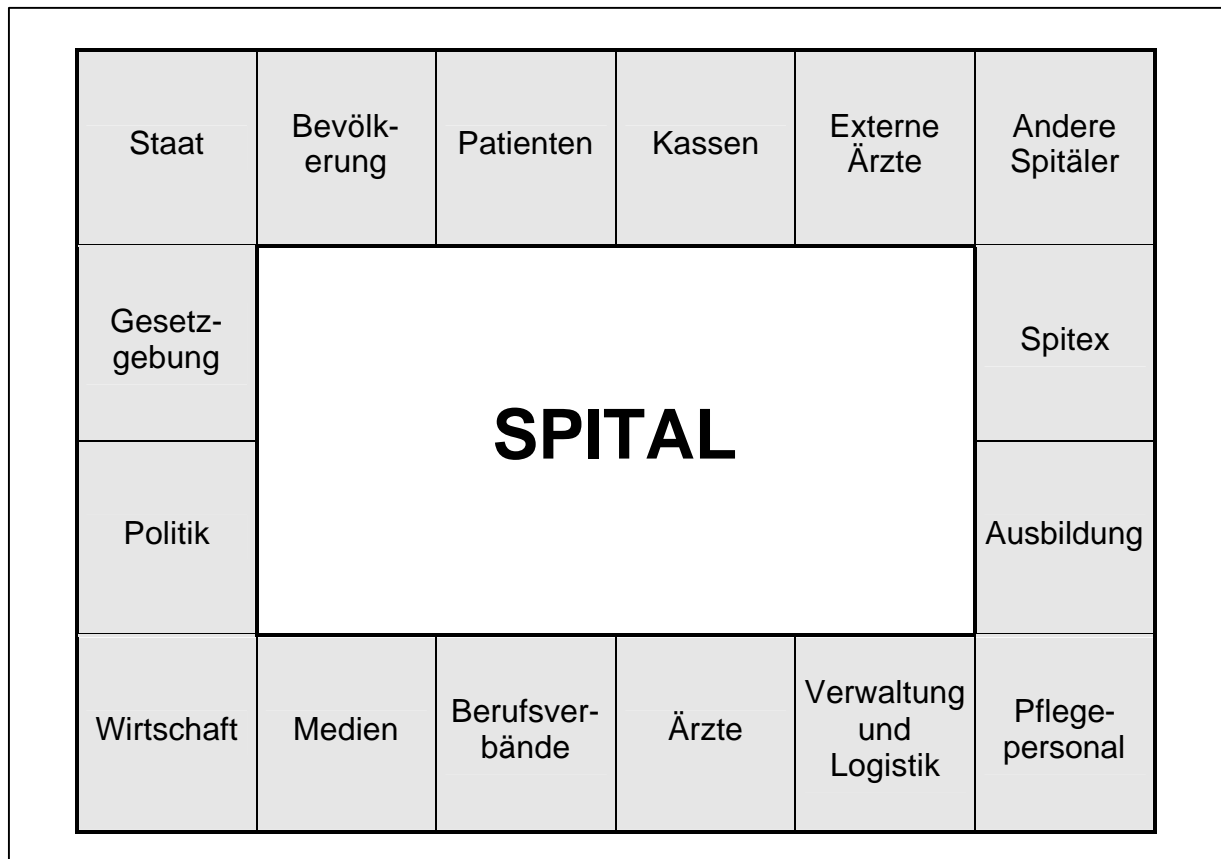 Staat
Bevölk-
erung
Patienten
Kassen
Externe
Ärzte
Andere
Spitäler
Gesetz-
gebung
SPITAL
Spitex
Politik
Ausbildung
Wirtschaft
Medien
Berufsver-
bände
Ärzte
Verwaltung
und
Logistik
Pflege-
personal